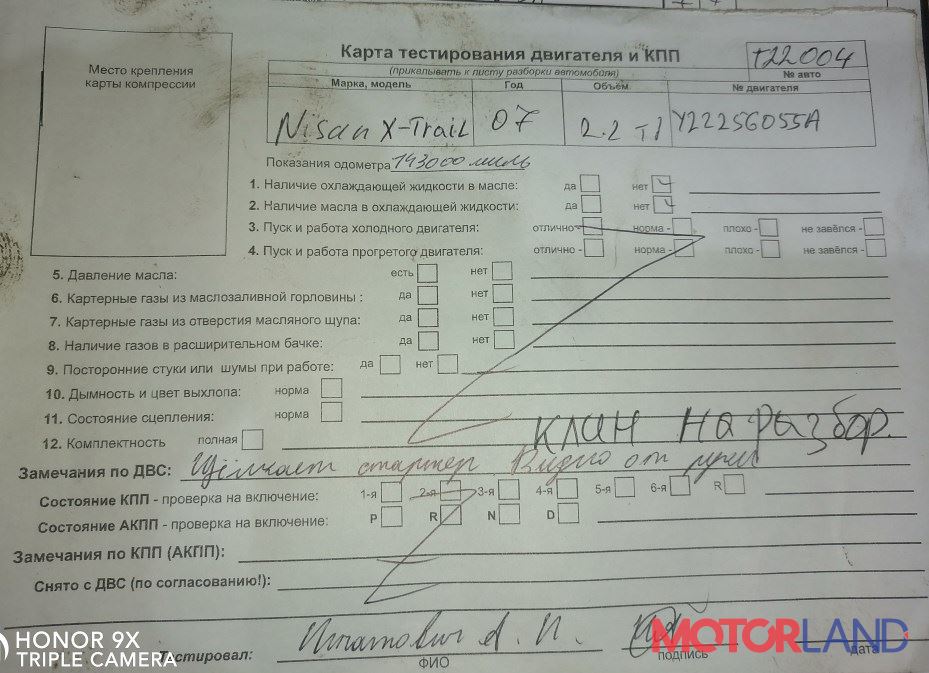 Место крепления
карты компрессии
Карта тестирования двигателя и КПП
(прикалывать к листу разборки автомобиля)
т22004
№ авто
Марка, модель Год Объём № двигателя
Nisan X-Trail 07 2.2 TI Y22256055A
Показания одометра 143000 миль
1. Наличие охлаждающей жидкости в масле: да нет
2. Наличие масла в охлаждающей жидкости: да нет
3. Пуск и работа холодного двигателя: отлично- норма - плохо - не завёлся -
4. Пуск и работа прогретого двигателя: отлично - норма - плохо - не завёлся -
5. Давление масла: есть нет
6. Картерные газы из маслозаливной горловины : да нет
7. Картерные газы из отверстия масляного щупа: да нет
8. Наличие газов в расширительном бачке: да нет
9. Посторонние стуки или шумы при работе: да нет
10. Дымность и цвет выхлопа: норма
11. Состояние сцепления: норма
12. Комплектность полная
клин на разбор.
Замечания по ДВС: Щёлкает стартер Видно от
Состояние КПП - проверка на включение: 1-я 2-я 3-я 4-я 5-я 6-я R
Состояние АКПП - проверка на включение: P R N D
Замечания по КПП (АКПП):
Снято с ДВС (по согласованию!):
Тестировал: Ипатович А. И.
ФИО подпись дата
MOTORLAND
HONOR 9X
TRIPLE CAMERA